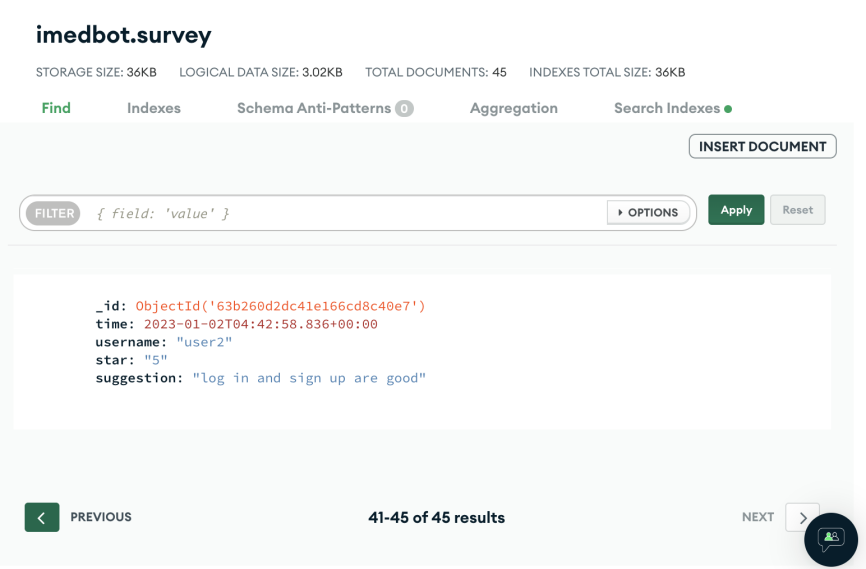 imedbot.survey
STORAGE SIZE: 36KB LOGICAL DATA SIZE: 3.02KB TOTAL DOCUMENTS: 45 INDEXES TOTAL SIZE: 36KB
Find Indexes Schema Anti-Patterns 0 Aggregation Search Indexes
INSERT DOCUMENT
FILTER { field: 'value' } OPTIONS Apply Reset
_id: ObjectId('63b260d2dc41e166cd8c40e7')
time: 2023-01-02T04:42:58.836+00:00
username: "user2"
star: "5"
suggestion: "log in and sign up are good"
PREVIOUS 41-45 of 45 results NEXT